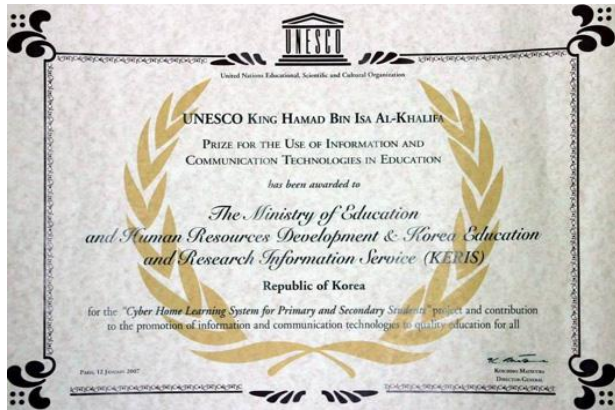 UNESCO
United Nations Educational, Scientific and Cultural Organization
UNESCO KING HAMAD BIN ISA AL-KHALIFA
PRIZE FOR THE USE OF INFORMATION AND
COMMUNICATION TECHNOLOGIES IN EDUCATION
has been awarded to
The Ministry of Education
and Human Resources Development & Korea Education
and Research Information Service (KERIS)
Republic of Korea
for the "Cyber Home Learning System for Primary and Secondary Students" project and contribution
to the promotion of information and communication technologies to quality education for all
PARIS, 12 JANUARY 2007
KOICHIRO MATSUURA
DIRECTOR-GENERAL